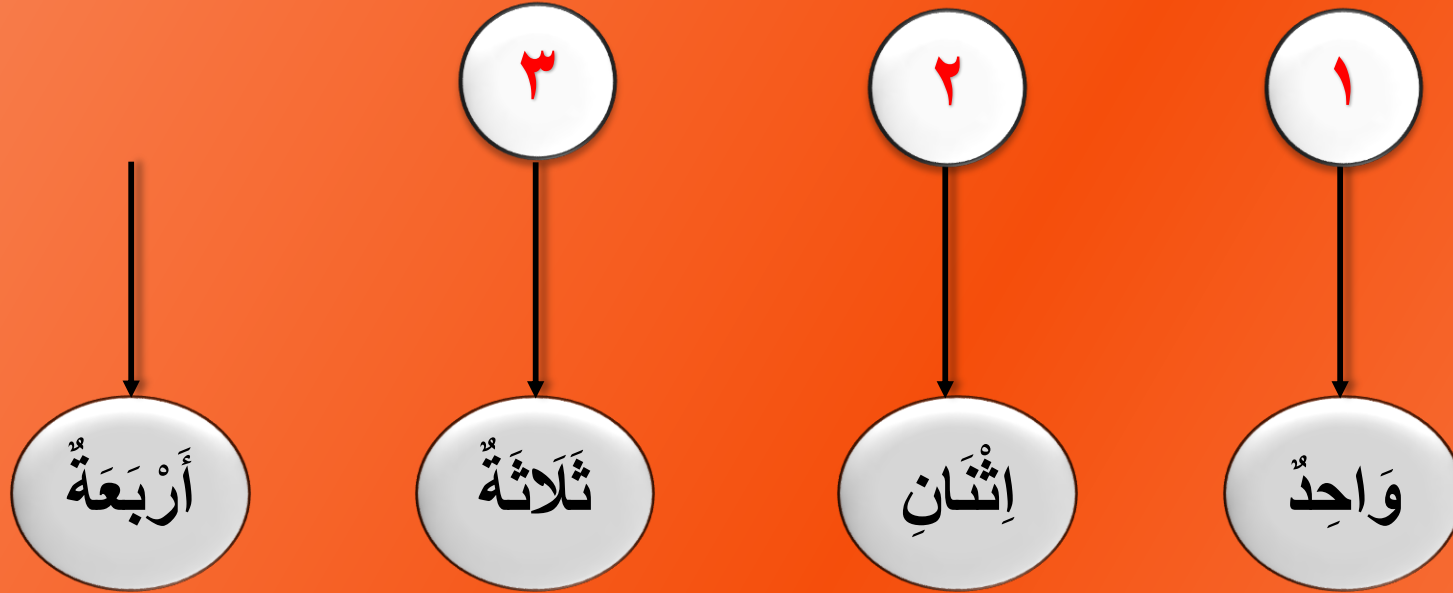 ١ ٢ ٣
وَاحِدٌ اِثْنَانِ ثَلَاثَةٌ أَرْبَعَةٌ